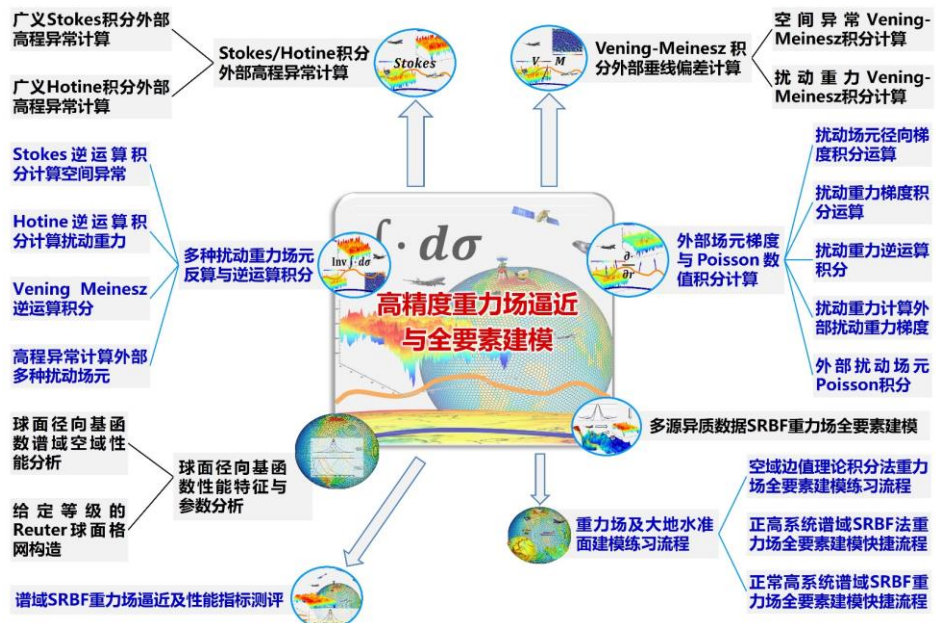 广义Stokes积分外部
高程异常计算
广义Hotine积分外部
高程异常计算
Stokes/Hotine积分
外部高程异常计算
Stokes
V — M
Vening-Meinesz 积
分外部垂线偏差计算
空间异常Vening-
Meinesz积分计算
扰动重力Vening-
Meinesz积分计算
Stokes逆运算积
分计算空间异常
Hotine逆运算积
分计算扰动重力
Vening Meinesz
逆运算积分
高程异常计算外部
多种扰动场元
多种扰动重力场元
反算与逆运算积分
Inv ∫·dσ
∫·dσ
高精度重力场逼近
与全要素建模
∂·
∂r
外部场元梯度
与Poisson数
值积分计算
扰动场元径向梯
度积分运算
扰动重力梯度积
分运算
扰动重力逆运算
积分
扰动重力计算外
部扰动重力梯度
外部扰动场元
Poisson积分
多源异质数据SRBF重力场全要素建模
球面径向基函
数谱域空域性
能分析
给定等级的
Reuter球面格
网构造
球面径向基函
数性能特征与
参数分析
重力场及大地水准
面建模练习流程
空域边值理论积分法重力
场全要素建模练习流程
正高系统谱域SRBF法重
力场全要素建模快捷流程
正常高系统谱域SRBF重
力场全要素建模快捷流程
谱域SRBF重力场逼近及性能指标测评